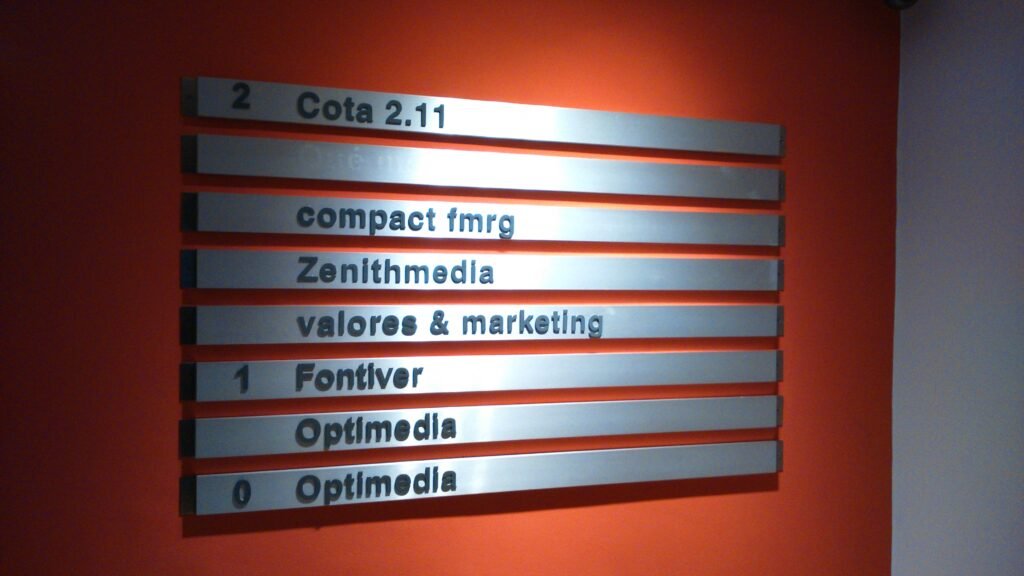 2 Cota 2.11
compact fmrg
Zenithmedia
valores & marketing
1 Fontiver
Optimedia
0 Optimedia